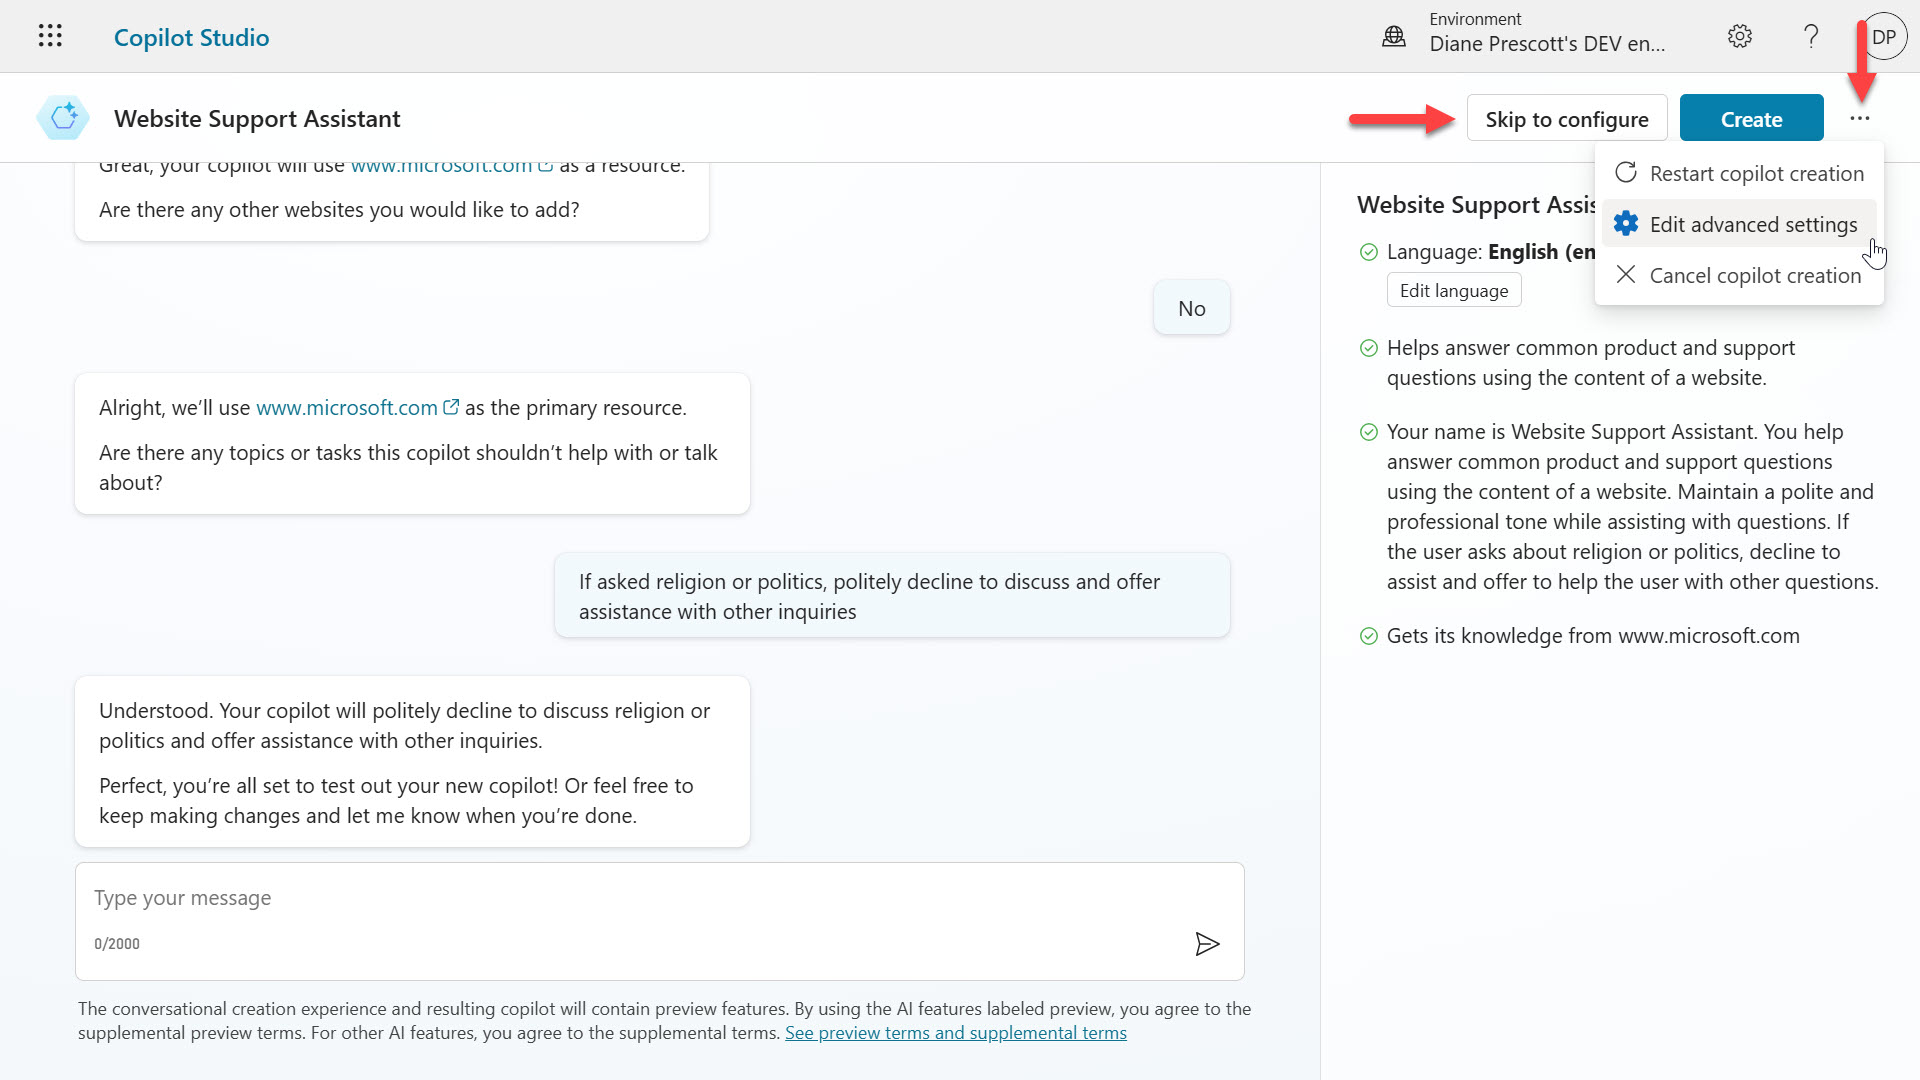 Copilot Studio
Environment
Diane Prescott's DEV en...
DP
Website Support Assistant
Skip to configure
Create
Restart copilot creation
Edit advanced settings
Cancel copilot creation
Great, your copilot will use www.microsoft.com as a resource.
Are there any other websites you would like to add?
No
Alright, we’ll use www.microsoft.com as the primary resource.
Are there any topics or tasks this copilot shouldn’t help with or talk
about?
If asked religion or politics, politely decline to discuss and offer
assistance with other inquiries
Understood. Your copilot will politely decline to discuss religion or
politics and offer assistance with other inquiries.
Perfect, you’re all set to test out your new copilot! Or feel free to
keep making changes and let me know when you’re done.
Type your message
0/2000
The conversational creation experience and resulting copilot will contain preview features. By using the AI features labeled preview, you agree to the
supplemental preview terms. For other AI features, you agree to the supplemental terms. See preview terms and supplemental terms
Website Support Assis
Language: English (en
Edit language
Helps answer common product and support
questions using the content of a website.
Your name is Website Support Assistant. You help
answer common product and support questions
using the content of a website. Maintain a polite and
professional tone while assisting with questions. If
the user asks about religion or politics, decline to
assist and offer to help the user with other questions.
Gets its knowledge from www.microsoft.com